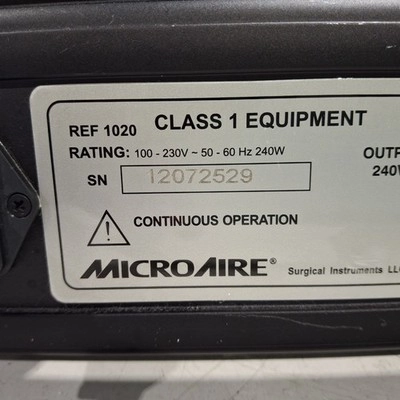 REF 1020 CLASS 1 EQUIPMENT
RATING: 100 - 230V ~ 50 - 60 Hz 240W
SN 12072529
CONTINUOUS OPERATION
MICROAIRE® Surgical Instruments LLC
OUTP
240W